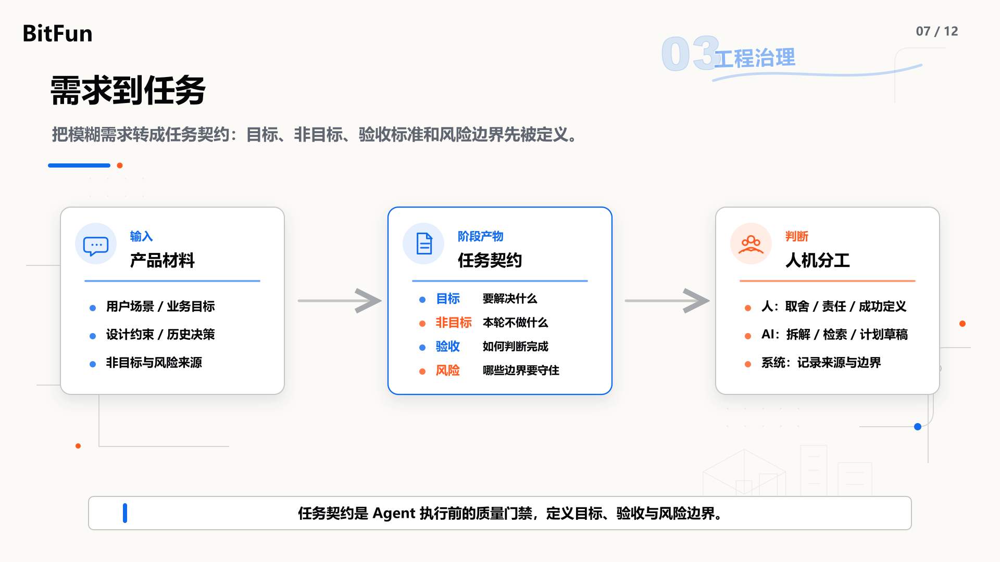 BitFun
07 / 12
03 工程治理
需求到任务
把模糊需求转成任务契约：目标、非目标、验收标准和风险边界先被定义。
输入
产品材料
用户场景 / 业务目标
设计约束 / 历史决策
非目标与风险来源
阶段产物
任务契约
目标 要解决什么
非目标 本轮不做什么
验收 如何判断完成
风险 哪些边界要守住
判断
人机分工
人：取舍 / 责任 / 成功定义
AI：拆解 / 检索 / 计划草稿
系统：记录来源与边界
任务契约是 Agent 执行前的质量门禁，定义目标、验收与风险边界。